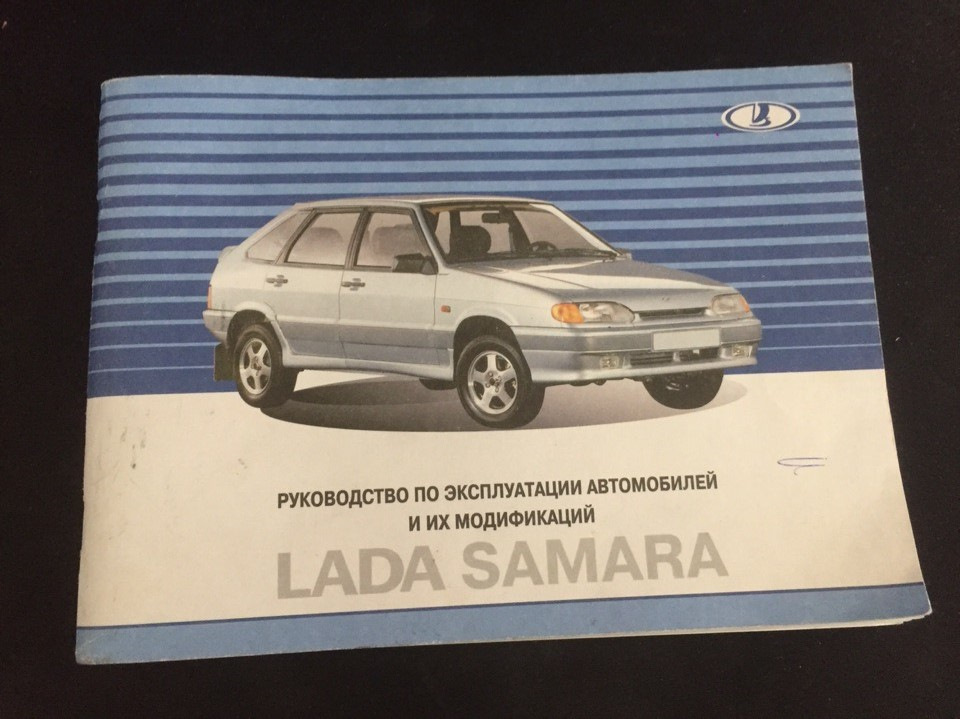 РУКОВОДСТВО ПО ЭКСПЛУАТАЦИИ АВТОМОБИЛЕЙ
И ИХ МОДИФИКАЦИЙ
LADA SAMARA